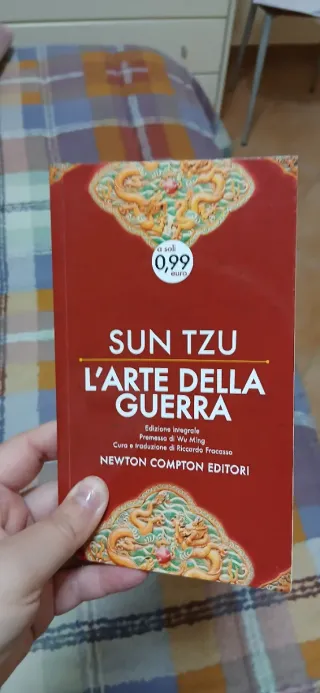 a soli
0,99
euro
SUN TZU
L'ARTE DELLA
GUERRA
Edizione integrale
Premessa di Wu Ming
Cura e traduzione di Riccardo Fracasso
NEWTON COMPTON EDITORI